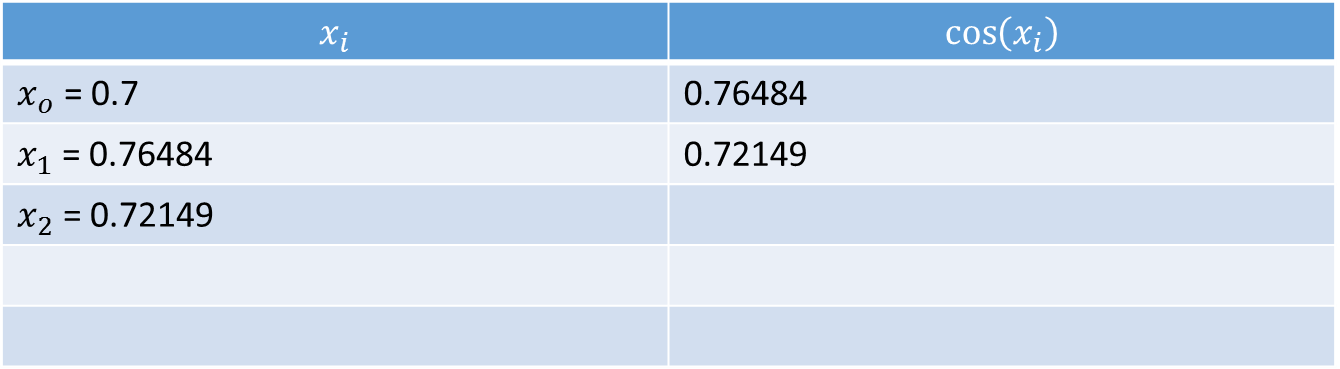 xᵢ cos(xᵢ)
xₒ = 0.7 0.76484
x₁ = 0.76484 0.72149
x₂ = 0.72149